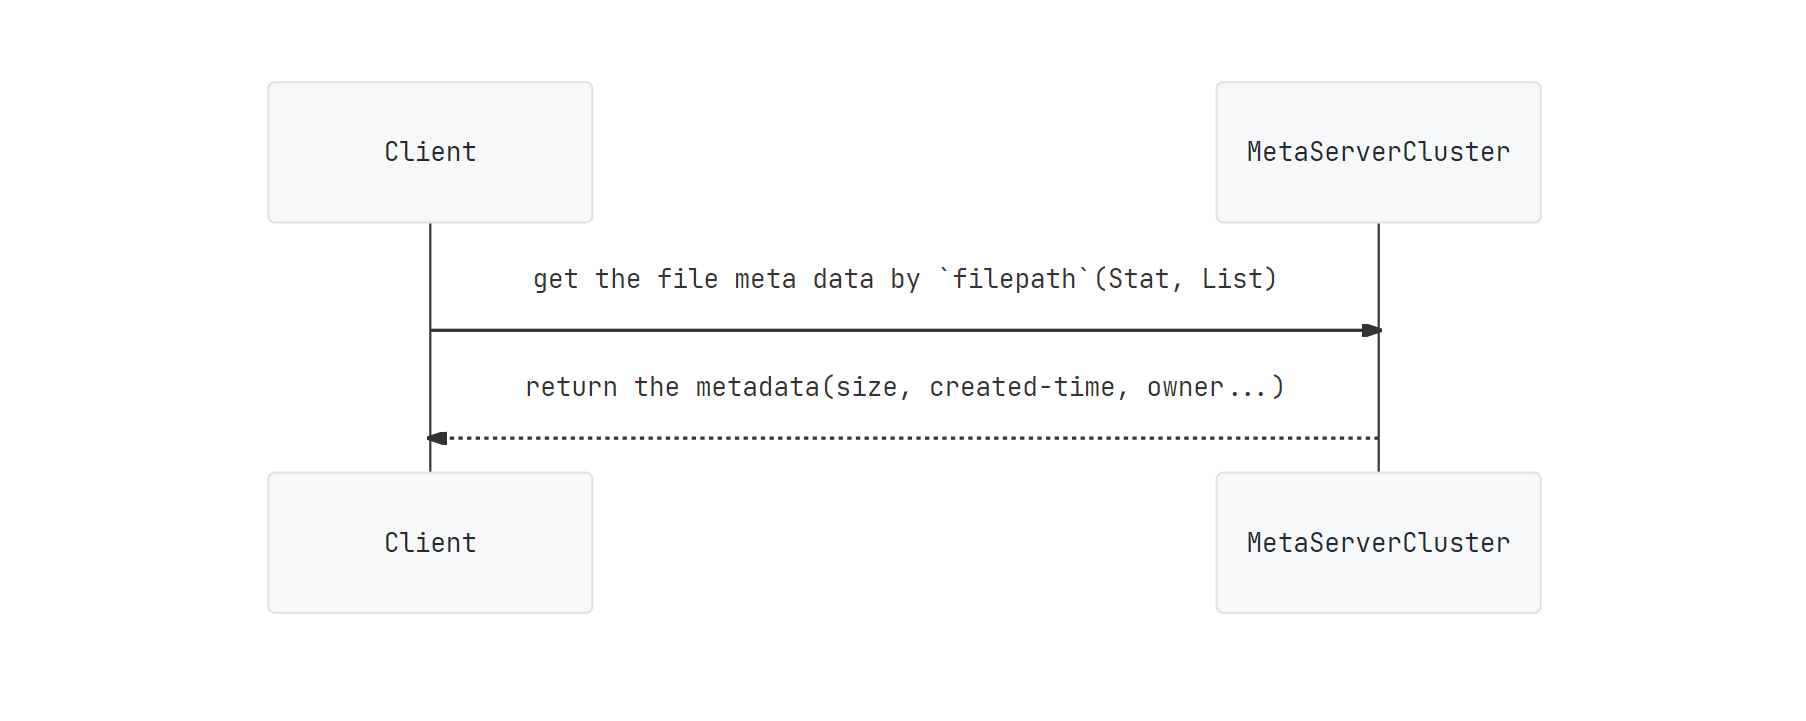 Client
MetaServerCluster
get the file meta data by `filepath`(Stat, List)
return the metadata(size, created-time, owner...)
Client
MetaServerCluster